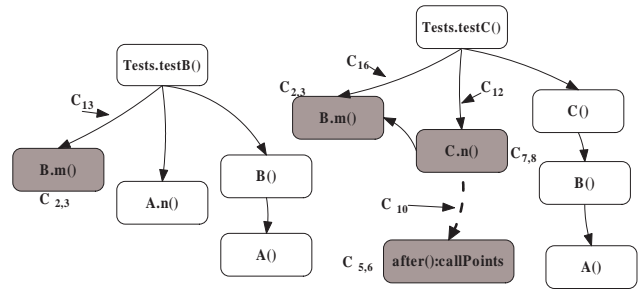 Tests.testC()
Tests.testB()
C16
C2,3
C12
C13
B.m()
C()
B.m()
C.n()
C7,8
B()
B()
C 2,3
A.n()
C 10
A()
C 5,6
after():callPoints
A()